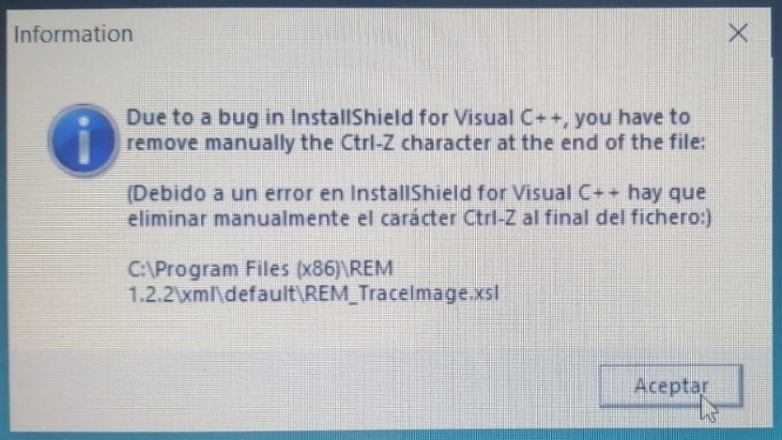 Information
Due to a bug in InstallShield for Visual C++, you have to
remove manually the Ctrl-Z character at the end of the file:
(Debido a un error en InstallShield for Visual C++ hay que
eliminar manualmente el carácter Ctrl-Z al final del fichero:)
C:\Program Files (x86)\REM
1.2.2\xml\default\REM_TraceImage.xsl
Aceptar